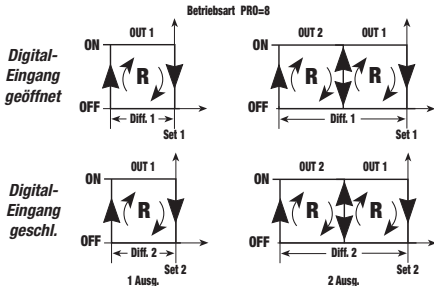 Betriebsart PRO=8
OUT 1
OUT 2 OUT 1
Digital-
Eingang
geöffnet
ON
R
OFF
Diff. 1
Set 1
ON
R R
OFF
Diff. 1
Set 1
OUT 1
OUT 2 OUT 1
Digital-
Eingang
geschl.
ON
R
OFF
Diff. 2
Set 2
1 Ausg.
ON
R R
OFF
Diff. 2
Set 2
2 Ausg.